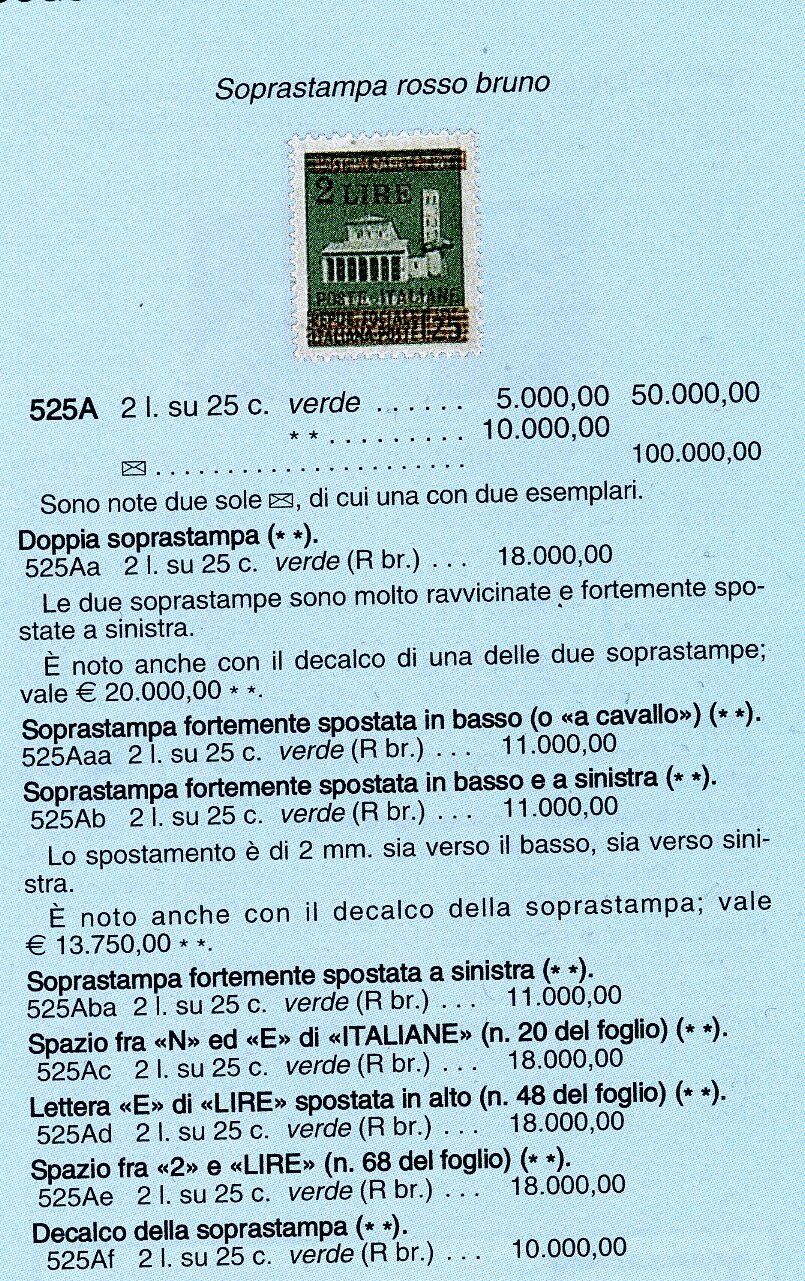 Soprastampa rosso bruno
2 LIRE
POSTE ITALIANE
ITALIANA
25
525A 2 l. su 25 c. verde ...... 5.000,00 50.000,00
* * .......... 10.000,00
✉ ...................... 100.000,00
Sono note due sole ✉, di cui una con due esemplari.
Doppia soprastampa (* *).
525Aa 2 l. su 25 c. verde (R br.) ... 18.000,00
Le due soprastampe sono molto ravvicinate e fortemente spo-
state a sinistra.
È noto anche con il decalco di una delle due soprastampe;
vale € 20.000,00 * *.
Soprastampa fortemente spostata in basso (o «a cavallo») (* *).
525Aaa 2 l. su 25 c. verde (R br.) ... 11.000,00
Soprastampa fortemente spostata in basso e a sinistra (* *).
525Ab 2 l. su 25 c. verde (R br.) ... 11.000,00
Lo spostamento è di 2 mm. sia verso il basso, sia verso sini-
stra.
È noto anche con il decalco della soprastampa; vale
€ 13.750,00 * *.
Soprastampa fortemente spostata a sinistra (* *).
525Aba 2 l. su 25 c. verde (R br.) ... 11.000,00
Spazio fra «N» ed «E» di «ITALIANE» (n. 20 del foglio) (* *).
525Ac 2 l. su 25 c. verde (R br.) ... 18.000,00
Lettera «E» di «LIRE» spostata in alto (n. 48 del foglio) (* *).
525Ad 2 l. su 25 c. verde (R br.) ... 18.000,00
Spazio fra «2» e «LIRE» (n. 68 del foglio) (* *).
525Ae 2 l. su 25 c. verde (R br.) ... 18.000,00
Decalco della soprastampa (* *).
525Af 2 l. su 25 c. verde (R br.) ... 10.000,00